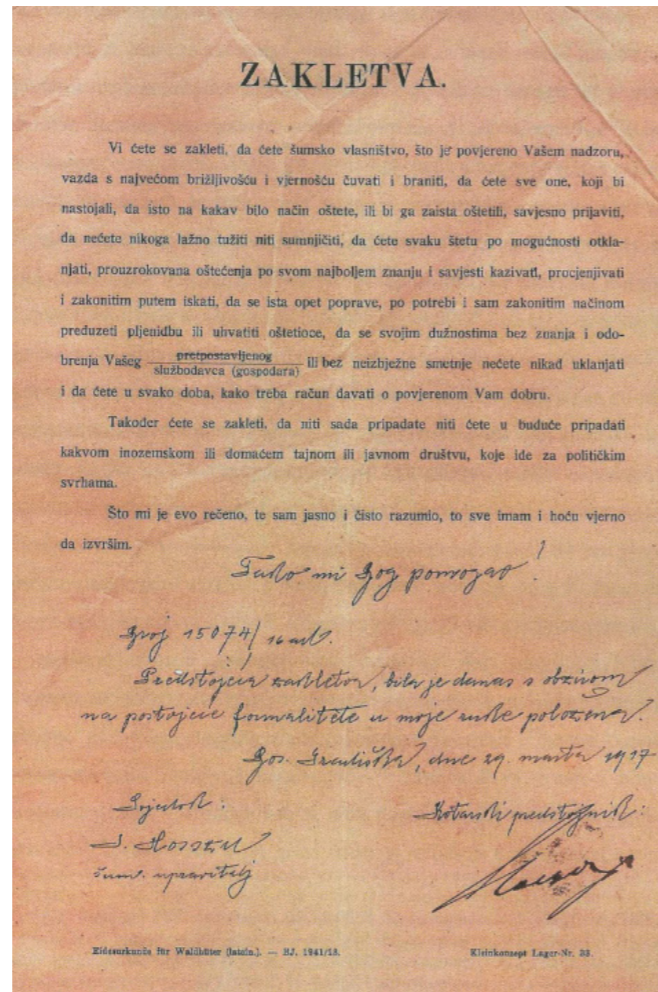 ZAKLETVA.
Vi ćete se zakleti, da ćete šumsko vlasništvo, što je povjereno Vašem nadzoru,
vazda s najvećom brižljivošću i vjernošću čuvati i braniti, da ćete sve one, koji bi
nastojali, da isto na kakav bilo način oštete, ili bi ga zaista oštetili, savjesno prijaviti,
da nećete nikoga lažno tužiti niti sumnjičiti, da ćete svaku štetu po mogućnosti otkla-
njati, prouzrokovana oštećenja po svom najboljem znanju i savjesti kazivati, procjenjivati
i zakonitim putem iskati, da se ista opet poprave, po potrebi i sam zakonitim načinom
preduzeti pljenidbu ili uhvatiti oštetioce, da se svojim dužnostima bez znanja i odo-
brenja Vašeg pretpostavljenog
službodavca (gospodara) ili bez neizbježne smetnje nećete nikad uklanjati
i da ćete u svako doba, kako treba račun davati o povjerenom Vam dobru.
Također ćete se zakleti, da niti sada pripadate niti ćete u buduće pripadati
kakvom inozemskom ili domaćem tajnom ili javnom društvu, koje ide za političkim
svrhama.
Što mi je evo rečeno, te sam jasno i čisto razumio, to sve imam i hoću vjerno
da izvršim.
Tako mi Bog pomogao!
Broj 15074/
Predstojeća zakletva, bila je danas s obzirom
na postojeće formalitete u moje ruke položena.
Bos. Gradiška, dne 29. marta 1917
Svjedok:
Kotarski predstojnik:
J. Hosszu
šum. upravitelj
Eidesurkunde für Waldhüter (latein.). — BJ. 1941/13.
Kleinkonzept Lager-Nr. 33.